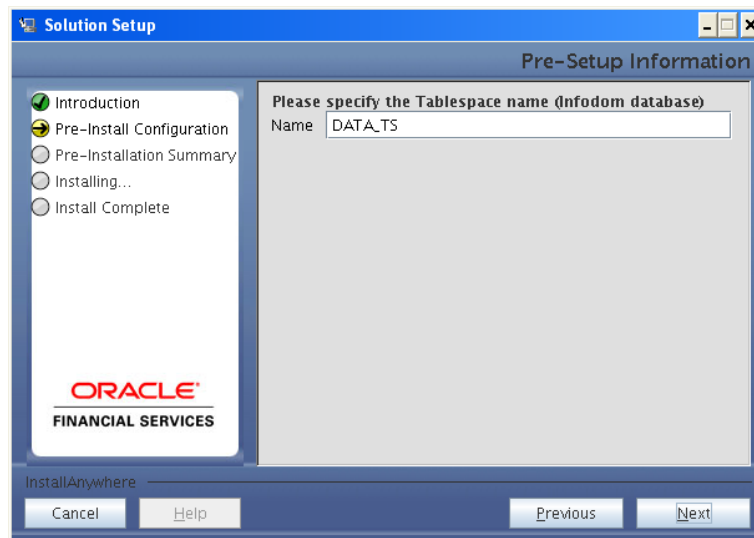 Solution Setup
Pre-Setup Information
Introduction
Pre-Install Configuration
Pre-Installation Summary
Installing...
Install Complete
ORACLE
FINANCIAL SERVICES
Please specify the Tablespace name (Infodom database)
Name DATA_TS
InstallAnywhere
Cancel Help Previous Next